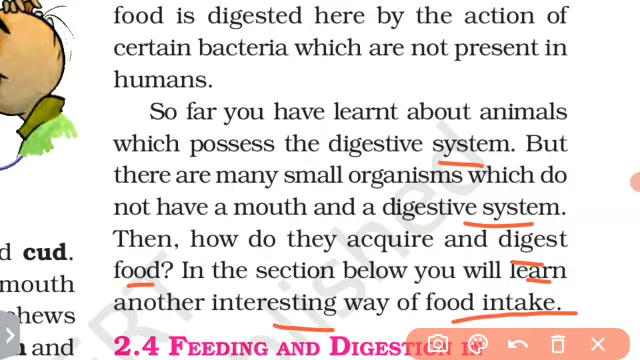 food is digested here by the action of
certain bacteria which are not present in
humans.
So far you have learnt about animals
which possess the digestive system. But
there are many small organisms which do
not have a mouth and a digestive system.
Then, how do they acquire and digest
food? In the section below you will learn
another interesting way of food intake.
2.4 FEEDING AND DIGESTION IN
d cud.
mouth
hews
and